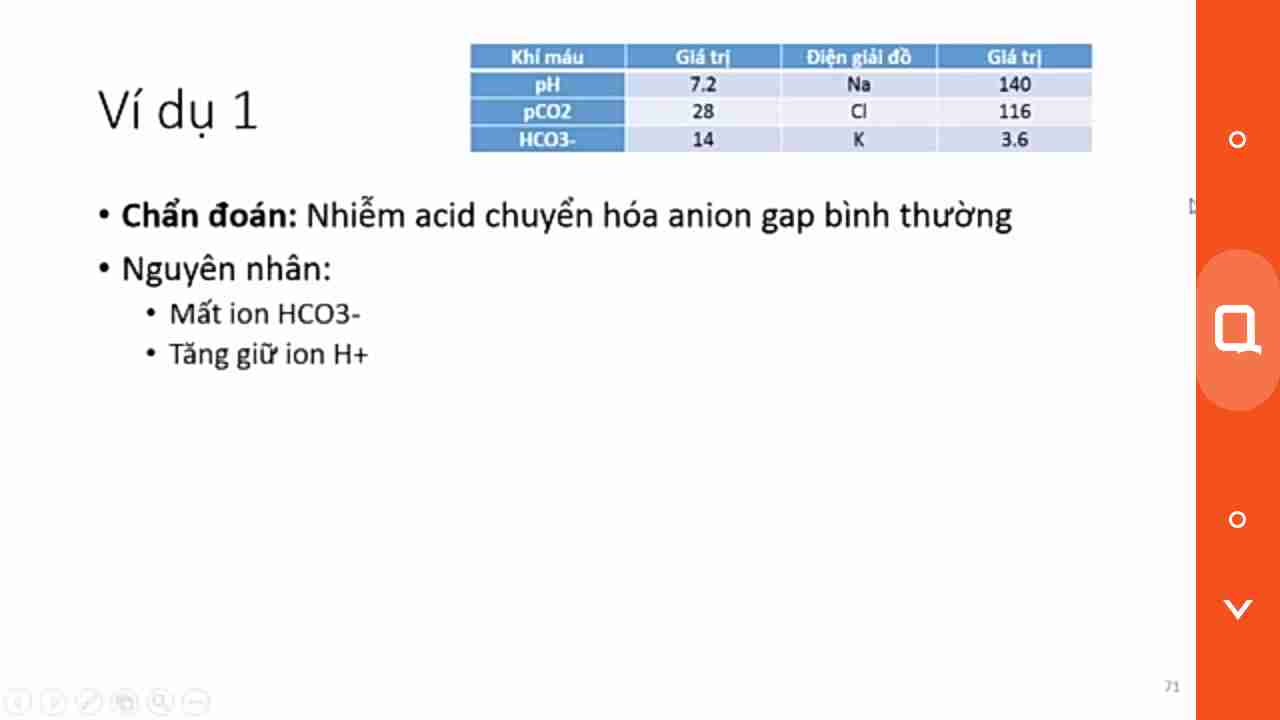 Ví dụ 1
Khí máu Giá trị Điện giải đồ Giá trị
pH 7.2 Na 140
pCO2 28 Cl 116
HCO3- 14 K 3.6
• Chẩn đoán: Nhiễm acid chuyển hóa anion gap bình thường
• Nguyên nhân:
• Mất ion HCO3-
• Tăng giữ ion H+
71